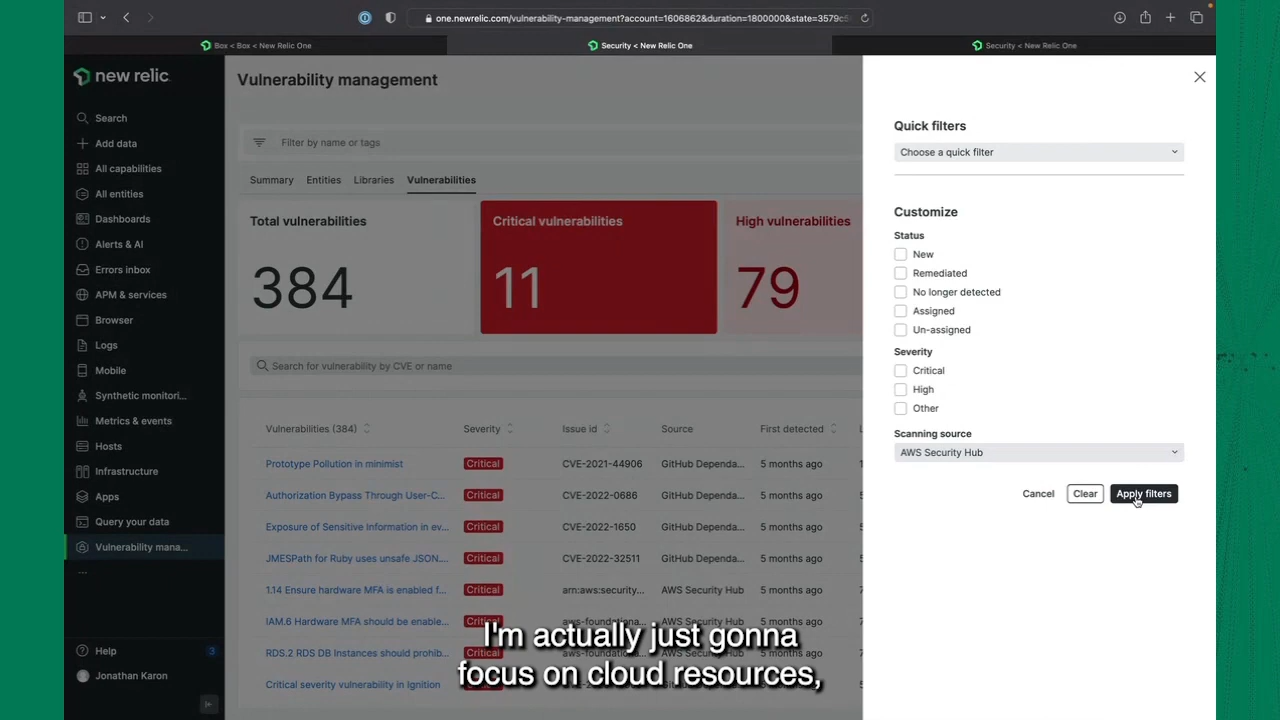 one.newrelic.com/vulnerability-management?account=1606862&duration=1800000&state=3579c5
Box < Box < New Relic One
Security < New Relic One
Security < New Relic One
new relic
Search
Add data
All capabilities
All entities
Dashboards
Alerts & AI
Errors inbox
APM & services
Browser
Logs
Mobile
Synthetic monitori...
Metrics & events
Hosts
Infrastructure
Apps
Query your data
Vulnerability mana...
...
Help 3
Jonathan Karon
Vulnerability management
Filter by name or tags
Summary Entities Libraries Vulnerabilities
Total vulnerabilities Critical vulnerabilities High vulnerabilities
384 11 79
Search for vulnerability by CVE or name
Vulnerabilities (384) Severity Issue id Source First detected
Prototype Pollution in minimist Critical CVE-2021-44906 GitHub Dependa... 5 months ago
Authorization Bypass Through User-C... Critical CVE-2022-0686 GitHub Dependa... 5 months ago
Exposure of Sensitive Information in ev... Critical CVE-2022-1650 GitHub Dependa... 5 months ago
JMESPath for Ruby uses unsafe JSON.... Critical CVE-2022-32511 GitHub Dependa... 5 months ago
1.14 Ensure hardware MFA is enabled f... Critical arn:aws:security... AWS Security Hub 5 months ago
IAM.6 Hardware MFA should be enable... AWS Security Hub 5 months ago
RDS.2 RDS DB Instances should prohib... 5 months ago
Critical severity vulnerability in Ignition 5 months ago
Quick filters
Choose a quick filter
Customize
Status
New
Remediated
No longer detected
Assigned
Un-assigned
Severity
Critical
High
Other
Scanning source
AWS Security Hub
Cancel Clear Apply filters
I'm actually just gonna
focus on cloud resources,